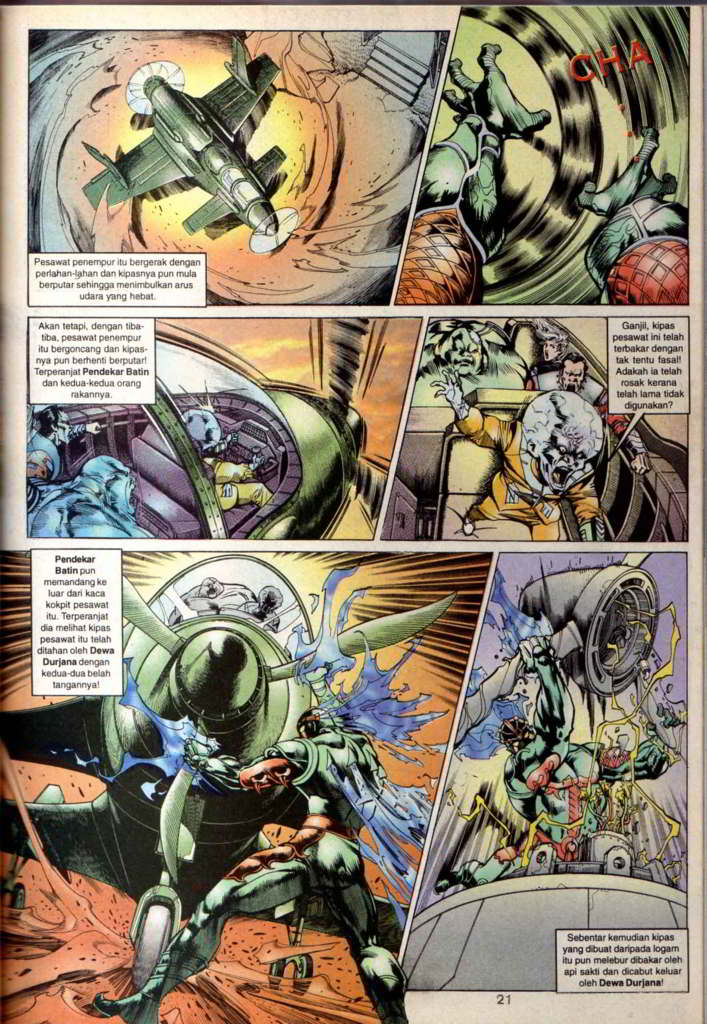 CHA
Pesawat penempur itu bergerak dengan
perlahan-lahan dan kipasnya pun mula
berputar sehingga menimbulkan arus
udara yang hebat.
Akan tetapi, dengan tiba-
tiba, pesawat penempur
itu bergoncang dan kipas-
nya pun berhenti berputar!
Terperanjat Pendekar Batin
dan kedua-kedua orang
rakannya.
Ganjil, kipas
pesawat ini telah
terbakar dengan
tak tentu fasal!
Adakah ia telah
rosak kerana
telah lama tidak
digunakan?
Pendekar
Batin pun
memandang ke
luar dari kaca
kokpit pesawat
itu. Terperanjat
dia melihat kipas
pesawat itu telah
ditahan oleh Dewa
Durjana dengan
kedua-dua belah
tangannya!
Sebentar kemudian kipas
yang dibuat daripada logam
itu pun melebur dibakar oleh
api sakti dan dicabut keluar
oleh Dewa Durjana!
21